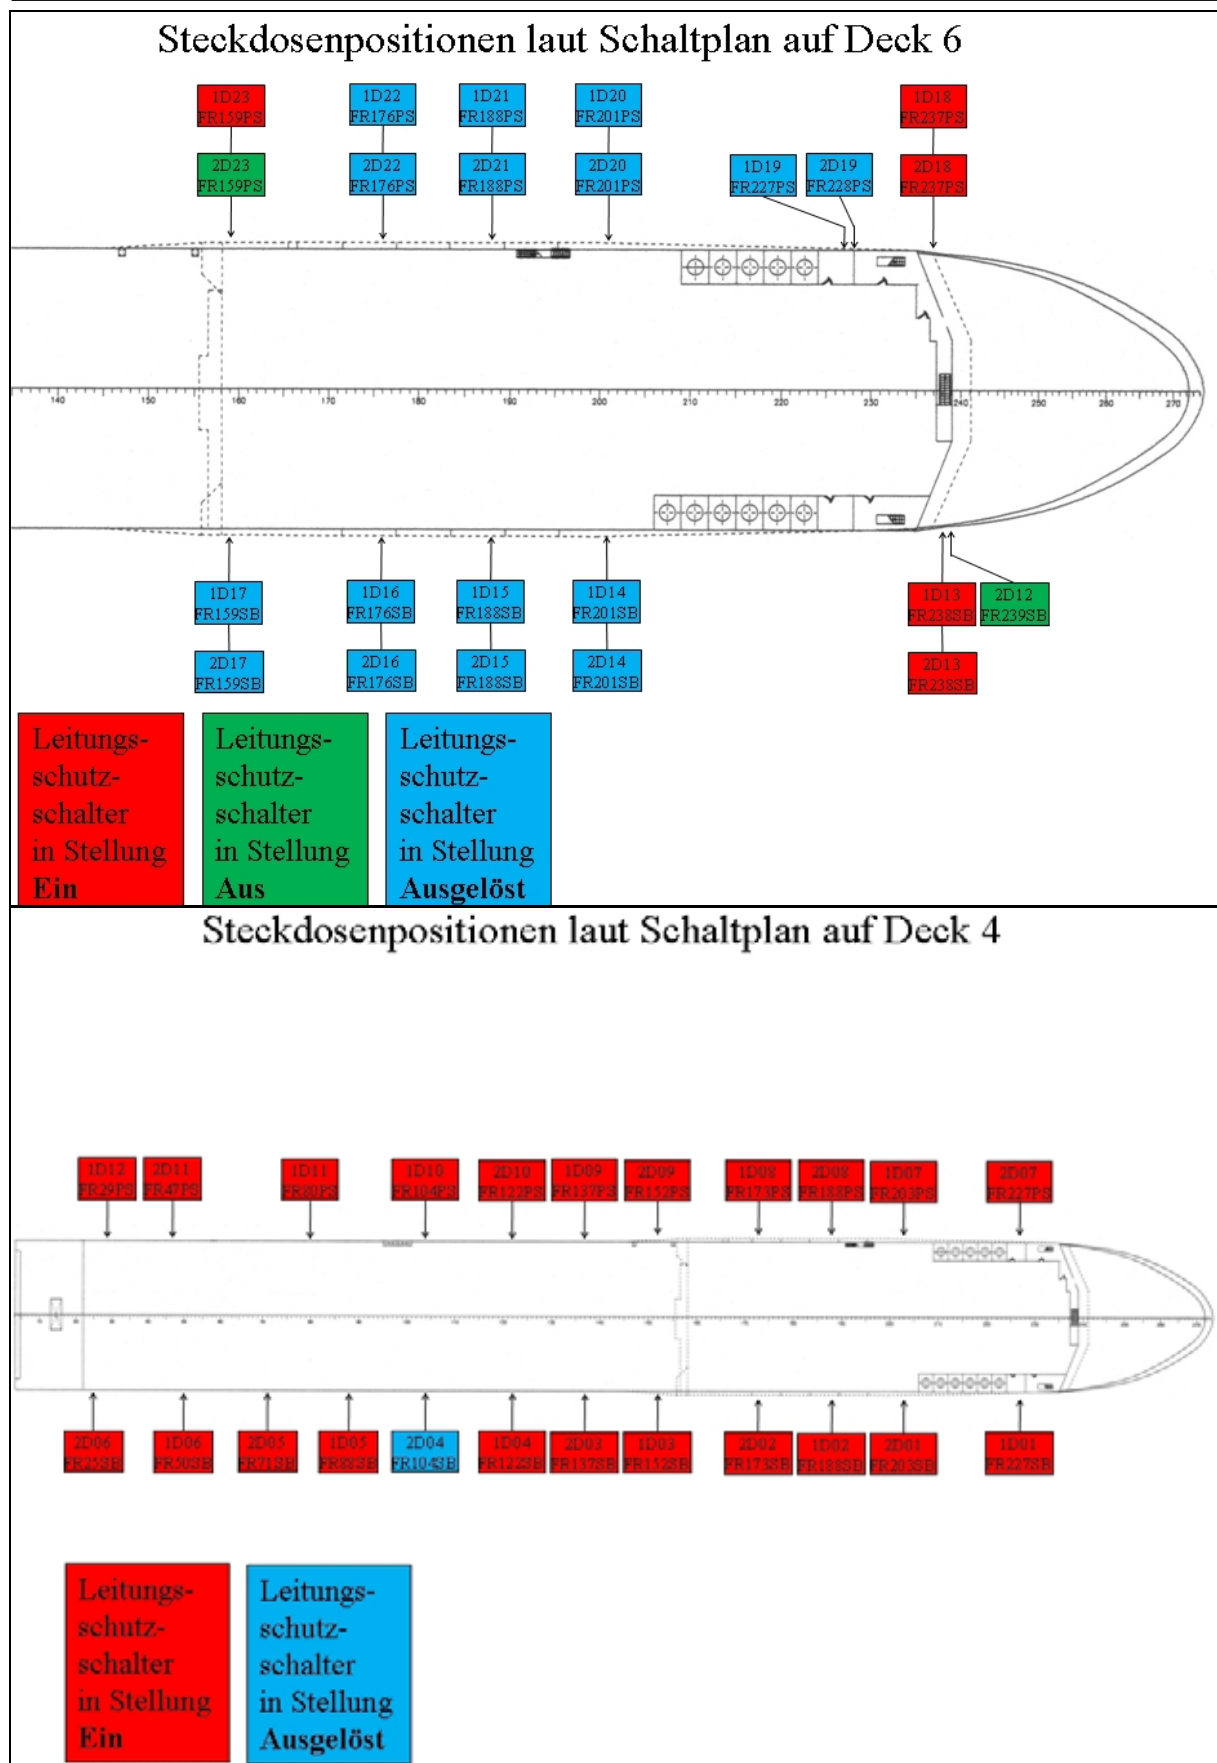 Steckdosenpositionen laut Schaltplan auf Deck 6
1D23
FR159PS
1D22
FR176PS
1D21
FR188PS
1D20
FR201PS
1D18
FR237PS
2D23
FR159PS
2D22
FR176PS
2D21
FR188PS
2D20
FR201PS
1D19
FR227PS
2D19
FR228PS
2D18
FR237PS
140 150 160 170 180 190 200 210 220 230 240 250 260 270
1D17
FR159SB
1D16
FR176SB
1D15
FR188SB
1D14
FR201SB
1D13
FR238SB
2D12
FR239SB
2D17
FR159SB
2D16
FR176SB
2D15
FR188SB
2D14
FR201SB
2D13
FR238SB
Leitungs-
schutz-
schalter
in Stellung
Ein
Leitungs-
schutz-
schalter
in Stellung
Aus
Leitungs-
schutz-
schalter
in Stellung
Ausgelöst
Steckdosenpositionen laut Schaltplan auf Deck 4
1D12
FR29PS
2D11
FR47PS
1D11
FR80PS
1D10
FR104PS
2D10
FR122PS
1D09
FR137PS
2D09
FR152PS
1D08
FR173PS
2D08
FR188PS
1D07
FR203PS
2D07
FR227PS
2D06
FR25SB
1D06
FR50SB
2D05
FR71SB
1D05
FR88SB
2D04
FR104SB
1D04
FR122SB
2D03
FR137SB
1D03
FR152SB
2D02
FR173SB
1D02
FR188SB
2D01
FR203SB
1D01
FR227SB
Leitungs-
schutz-
schalter
in Stellung
Ein
Leitungs-
schutz-
schalter
in Stellung
Ausgelöst